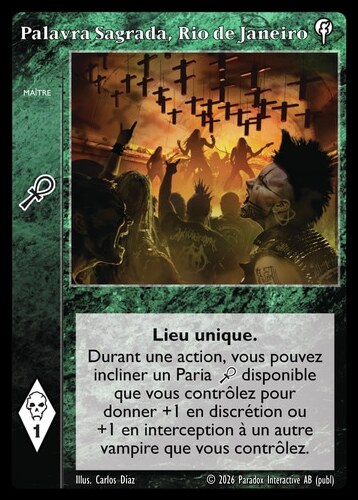 Palavra Sagrada, Rio de Janeiro
MAÎTRE
Lieu unique.
Durant une action, vous pouvez
incliner un Paria disponible
que vous contrôlez pour
donner +1 en discrétion ou
+1 en interception à un autre
vampire que vous contrôlez.
1
Illus. Carlos Díaz
© 2026 Paradox Interactive AB (publ)